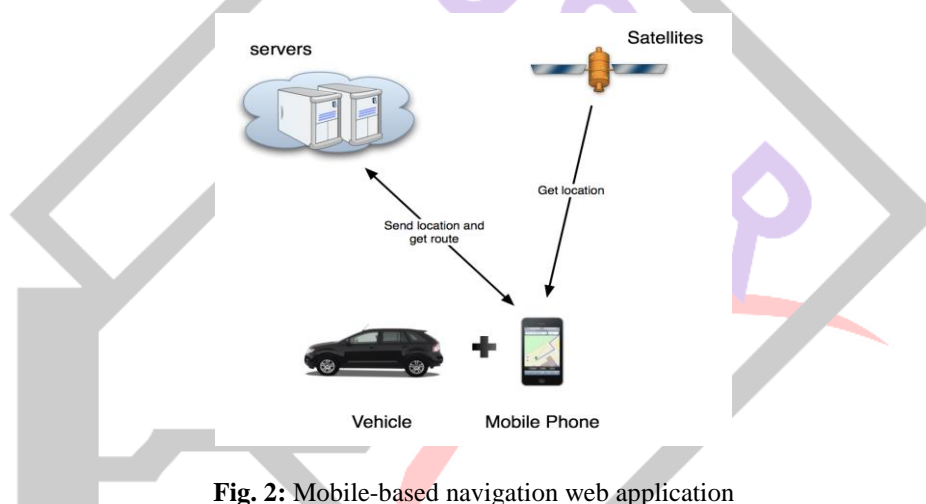 servers
Satellites
Get location
Send location and
get route
Vehicle
Mobile Phone
Fig. 2: Mobile-based navigation web application